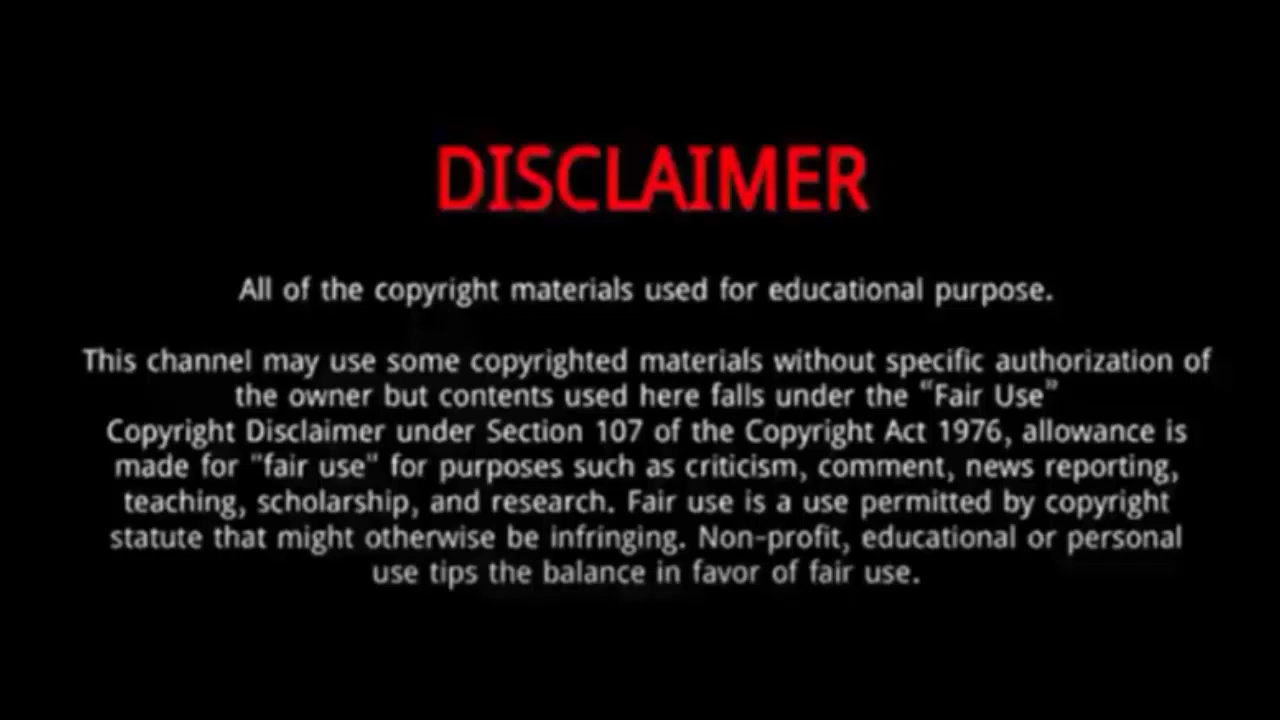 DISCLAIMER
All of the copyright materials used for educational purpose.
This channel may use some copyrighted materials without specific authorization of
the owner but contents used here falls under the “Fair Use”
Copyright Disclaimer under Section 107 of the Copyright Act 1976, allowance is
made for "fair use" for purposes such as criticism, comment, news reporting,
teaching, scholarship, and research. Fair use is a use permitted by copyright
statute that might otherwise be infringing. Non-profit, educational or personal
use tips the balance in favor of fair use.